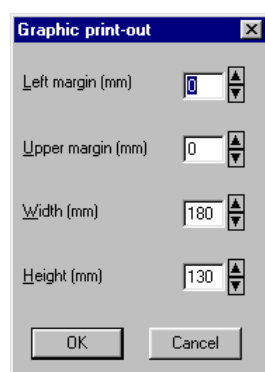 Graphic print-out
Left margin (mm) 0
Upper margin (mm) 0
Width (mm) 180
Height (mm) 130
OK Cancel